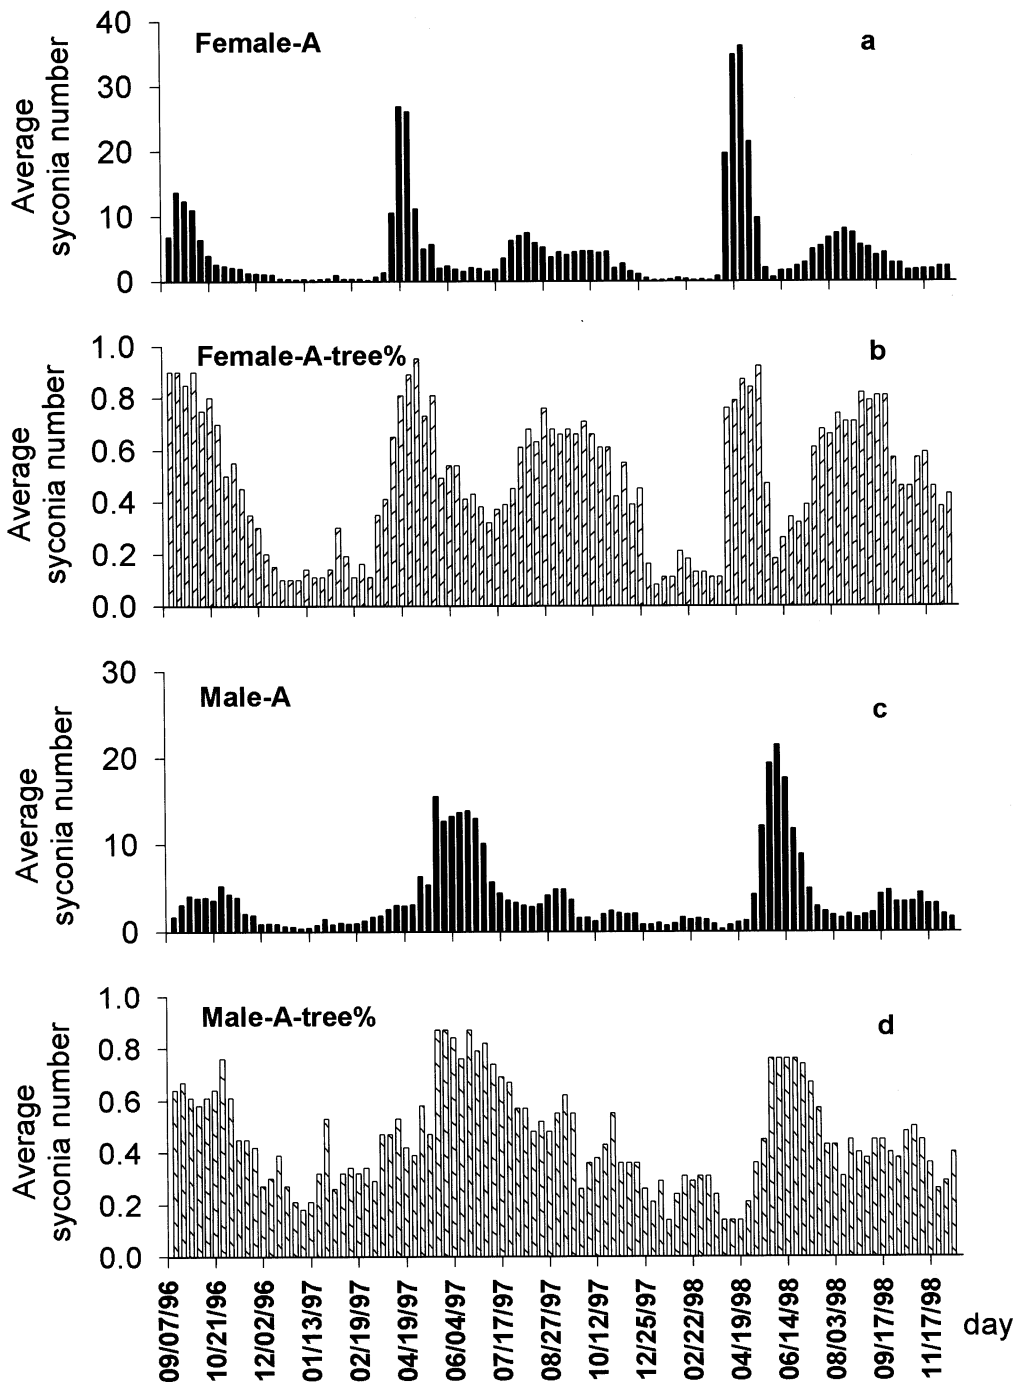 Female-A
a
Average
syconia number
40
30
20
10
0
Female-A-tree%
b
Average
syconia number
1.0
0.8
0.6
0.4
0.2
0.0
Male-A
c
Average
syconia number
30
20
10
0
Male-A-tree%
d
Average
syconia number
1.0
0.8
0.6
0.4
0.2
0.0
09/07/96
10/21/96
12/02/96
01/13/97
02/19/97
04/19/97
06/04/97
07/17/97
08/27/97
10/12/97
12/25/97
02/22/98
04/19/98
06/14/98
08/03/98
09/17/98
11/17/98
day